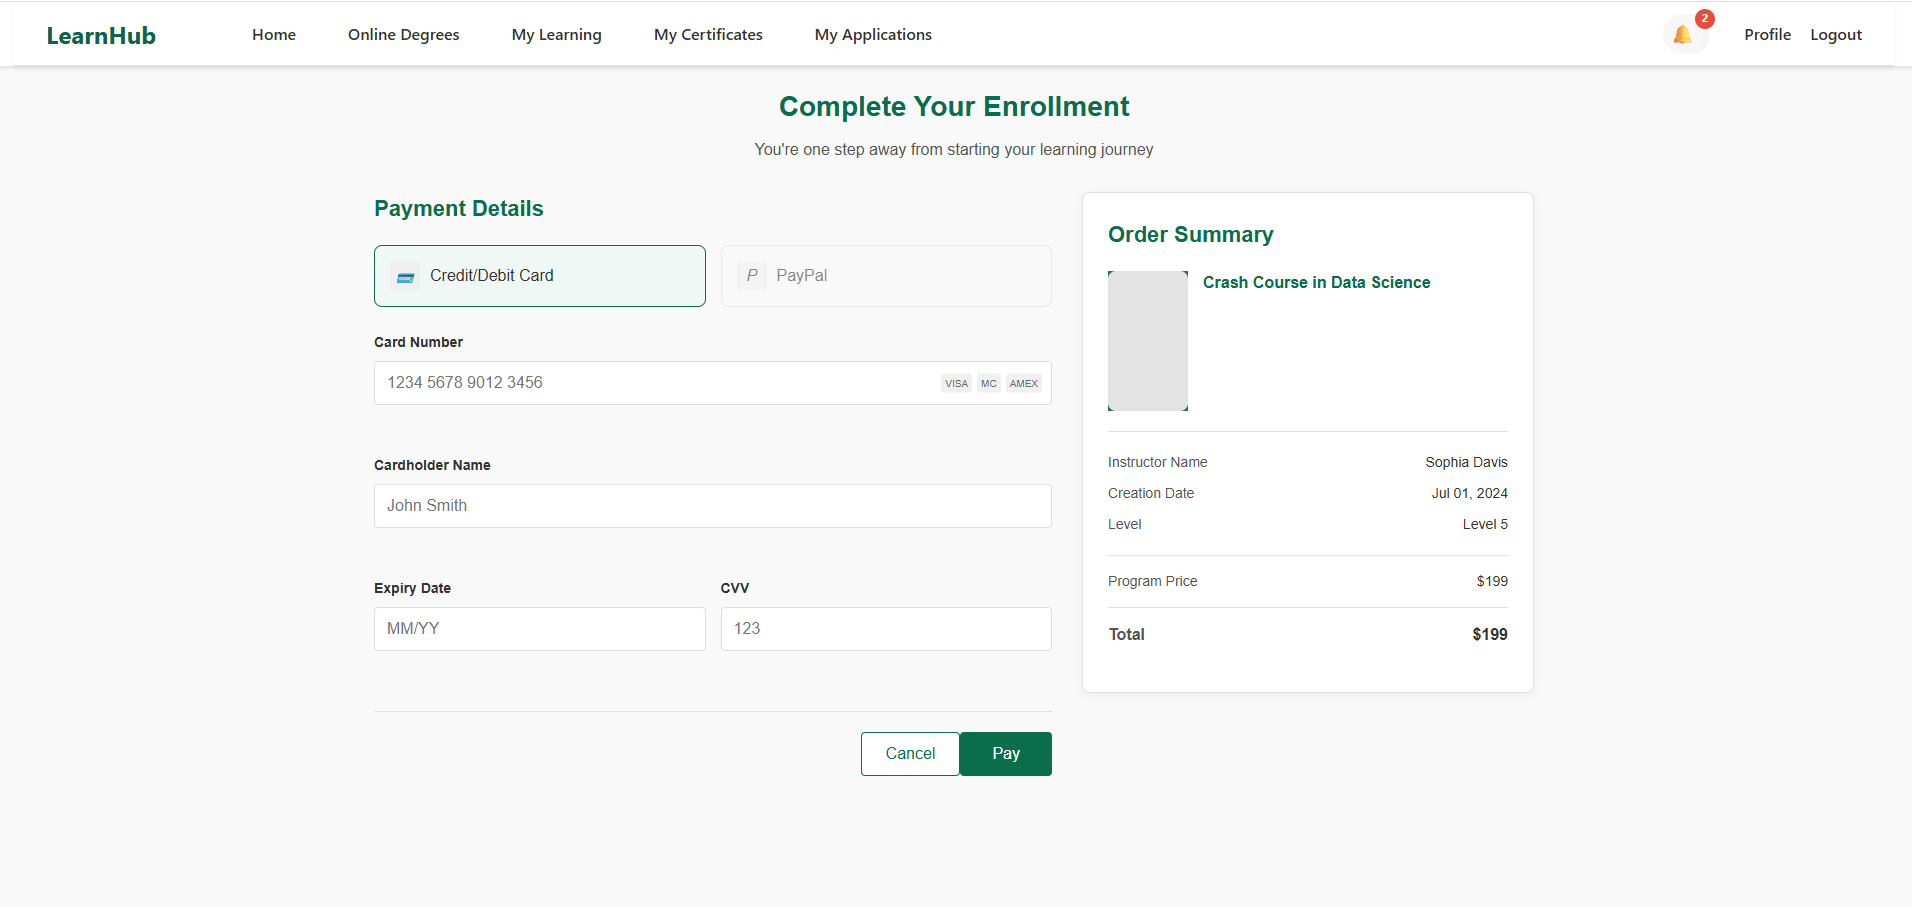 LearnHub
Home
Online Degrees
My Learning
My Certificates
My Applications
2
Profile
Logout
Complete Your Enrollment
You're one step away from starting your learning journey
Payment Details
Credit/Debit Card
P PayPal
Card Number
1234 5678 9012 3456
VISA
MC
AMEX
Cardholder Name
John Smith
Expiry Date
MM/YY
CVV
123
Cancel
Pay
Order Summary
Crash Course in Data Science
Instructor Name Sophia Davis
Creation Date Jul 01, 2024
Level Level 5
Program Price $199
Total $199